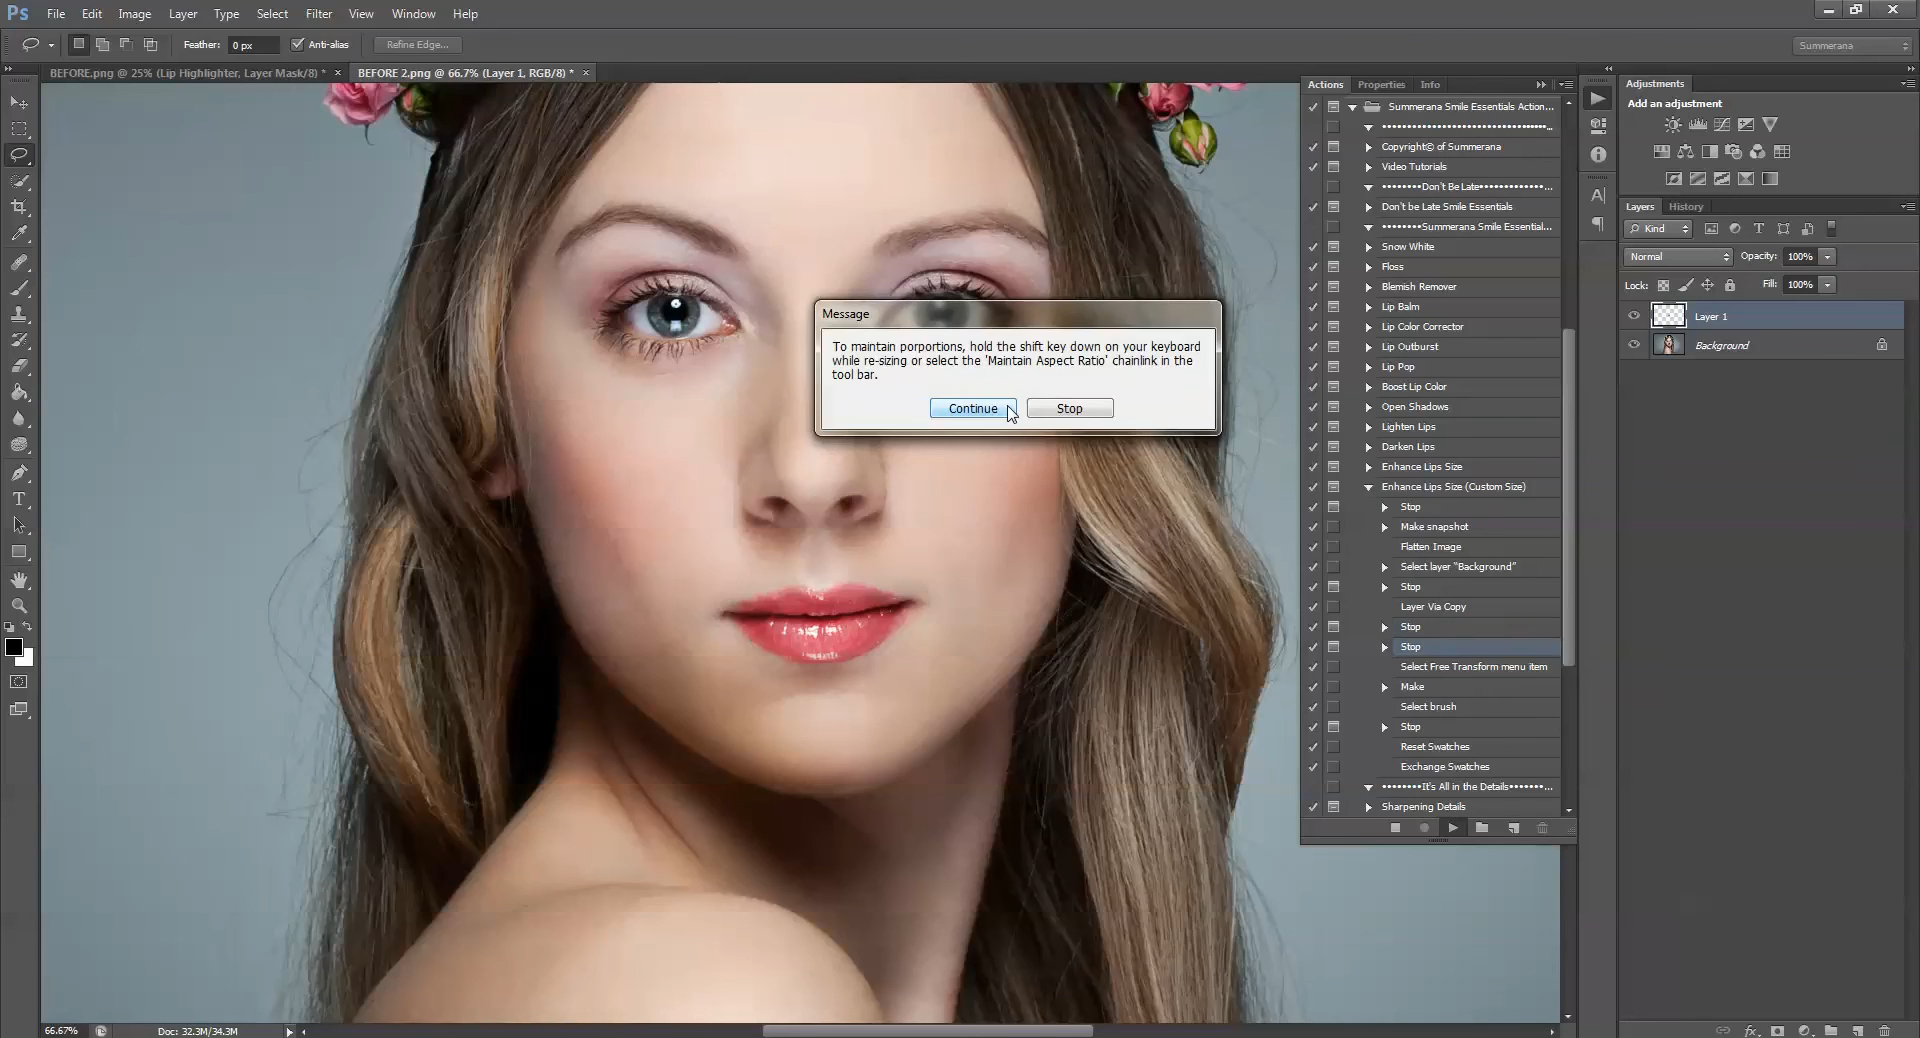 Ps File Edit Image Layer Type Select Filter View Window Help
Feather: 0 px Anti-alias Refine Edge... Summerana
BEFORE.png @ 25% (Lip Highlighter, Layer Mask/8) * × BEFORE 2.png @ 66.7% (Layer 1, RGB/8) * ×
Actions Properties Info
Summerana Smile Essentials Action...
••••••••••••••••••••••••••••••••••...
Copyright© of Summerana
Video Tutorials
••••••••Don't Be Late•••••••••••••...
Don't be Late Smile Essentials
••••••••Summerana Smile Essential...
Snow White
Floss
Blemish Remover
Lip Balm
Lip Color Corrector
Lip Outburst
Lip Pop
Boost Lip Color
Open Shadows
Lighten Lips
Darken Lips
Enhance Lips Size
Enhance Lips Size (Custom Size)
Stop
Make snapshot
Flatten Image
Select layer "Background"
Stop
Layer Via Copy
Stop
Stop
Select Free Transform menu item
Make
Select brush
Stop
Reset Swatches
Exchange Swatches
••••••••It's All in the Details•••••••...
Sharpening Details
Message
To maintain porportions, hold the shift key down on your keyboard
while re-sizing or select the 'Maintain Aspect Ratio' chainlink in the
tool bar.
Continue Stop
Adjustments
Add an adjustment
Layers History
Kind
Normal Opacity: 100%
Lock: Fill: 100%
Layer 1
Background
66.67% Doc: 32.3M/34.3M